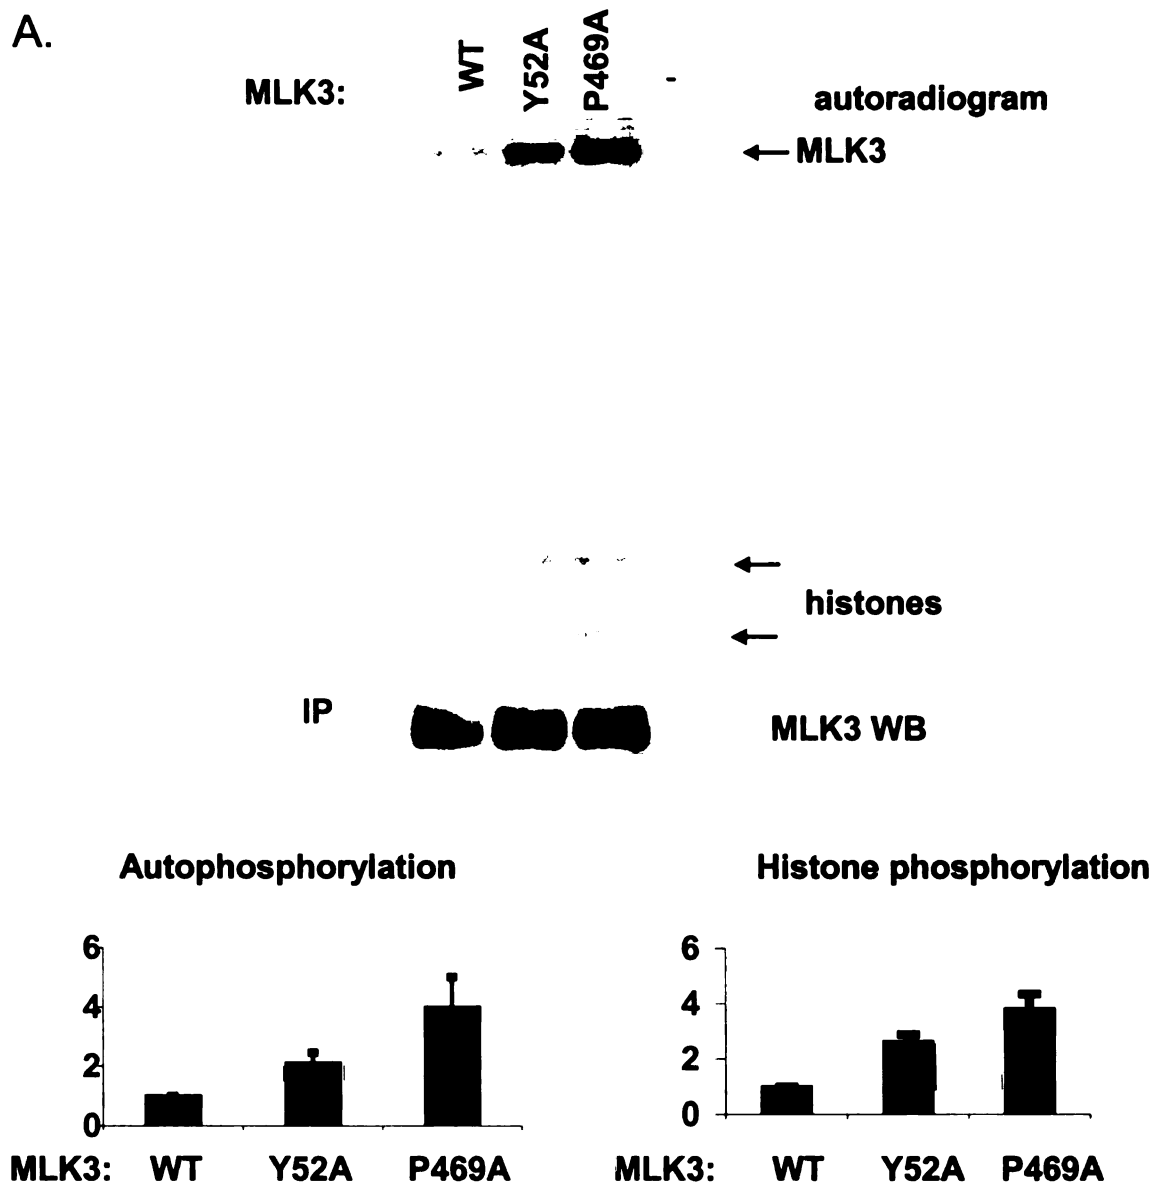 A.
MLK3: WT Y52A P469A -
autoradiogram
MLK3
histones
IP
MLK3 WB
Autophosphorylation
6
4
2
0
MLK3: WT Y52A P469A
Histone phosphorylation
6
4
2
0
MLK3: WT Y52A P469A